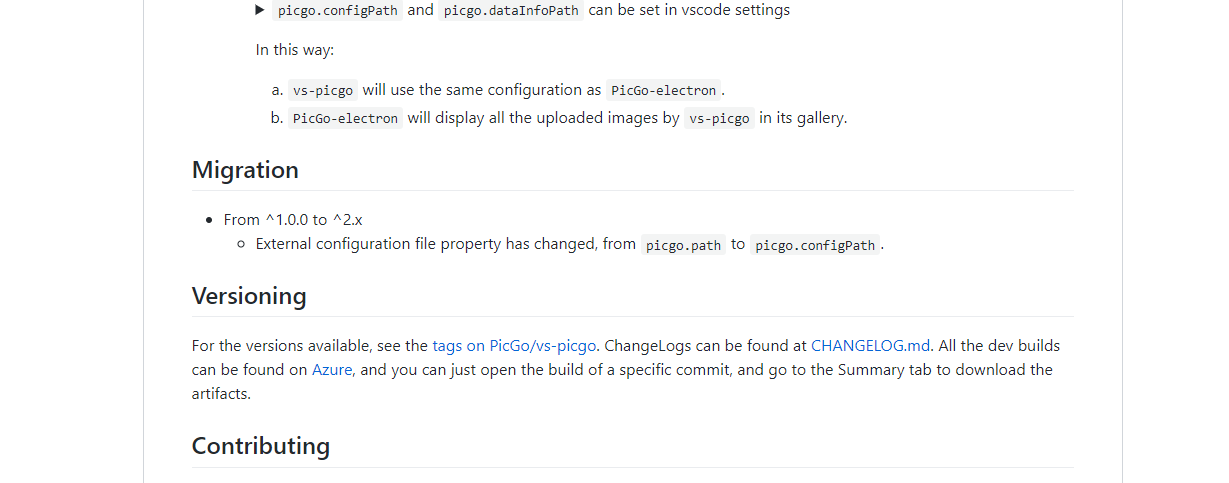 ▶ picgo.configPath and picgo.dataInfoPath can be set in vscode settings
In this way:
a. vs-picgo will use the same configuration as PicGo-electron.
b. PicGo-electron will display all the uploaded images by vs-picgo in its gallery.
Migration
• From ^1.0.0 to ^2.x
○ External configuration file property has changed, from picgo.path to picgo.configPath.
Versioning
For the versions available, see the tags on PicGo/vs-picgo. ChangeLogs can be found at CHANGELOG.md. All the dev builds
can be found on Azure, and you can just open the build of a specific commit, and go to the Summary tab to download the
artifacts.
Contributing